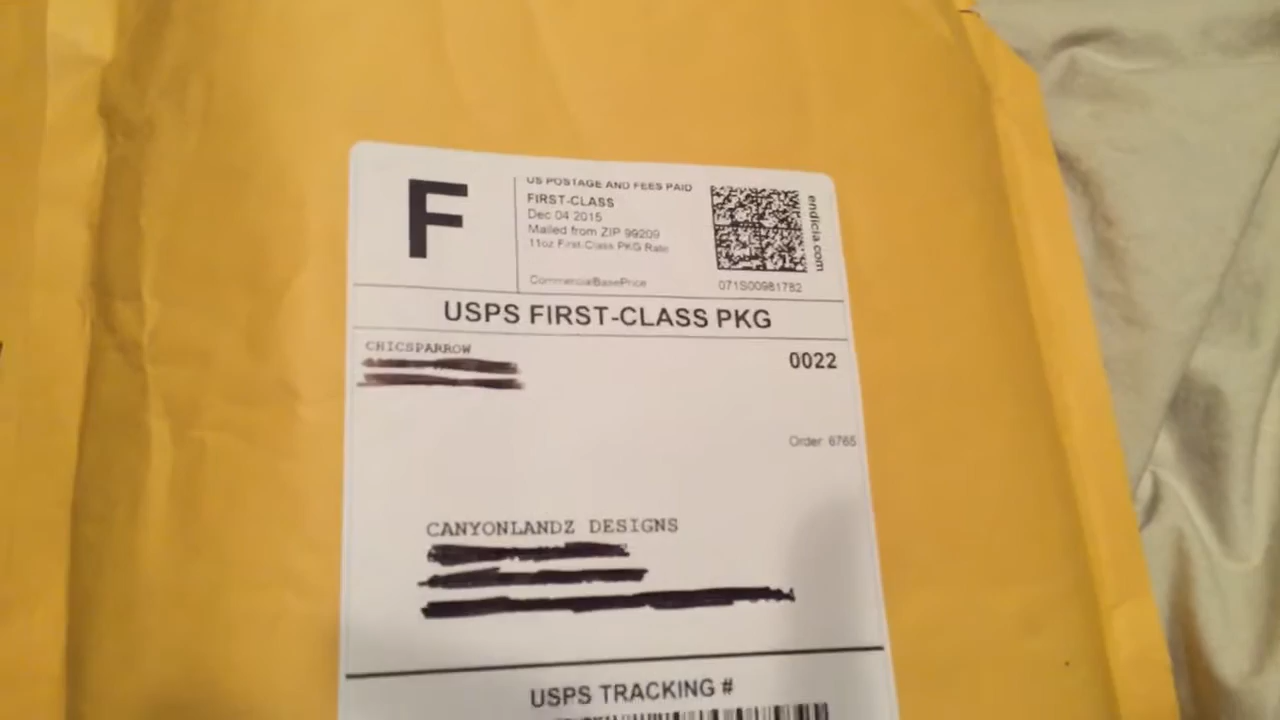 F
US POSTAGE AND FEES PAID
FIRST-CLASS
Dec 04 2015
Mailed from ZIP 99209
11oz First-Class PKG Rate
CommercialBasePrice
endicia.com
071S00981782
USPS FIRST-CLASS PKG
CHICSPARROW
0022
Order: 6765
CANYONLANDZ DESIGNS
USPS TRACKING #